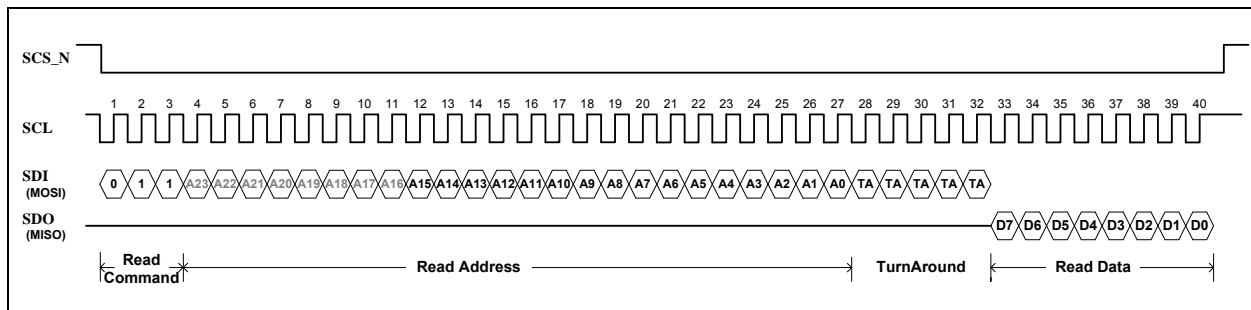 SCS_N
1 2 3 4 5 6 7 8 9 10 11 12 13 14 15 16 17 18 19 20 21 22 23 24 25 26 27 28 29 30 31 32 33 34 35 36 37 38 39 40
SCL
SDI
(MOSI)
0 1 1 A23 A22 A21 A20 A19 A18 A17 A16 A15 A14 A13 A12 A11 A10 A9 A8 A7 A6 A5 A4 A3 A2 A1 A0 TA TA TA TA TA
SDO
(MISO)
D7 D6 D5 D4 D3 D2 D1 D0
Read
Command
Read Address
TurnAround
Read Data